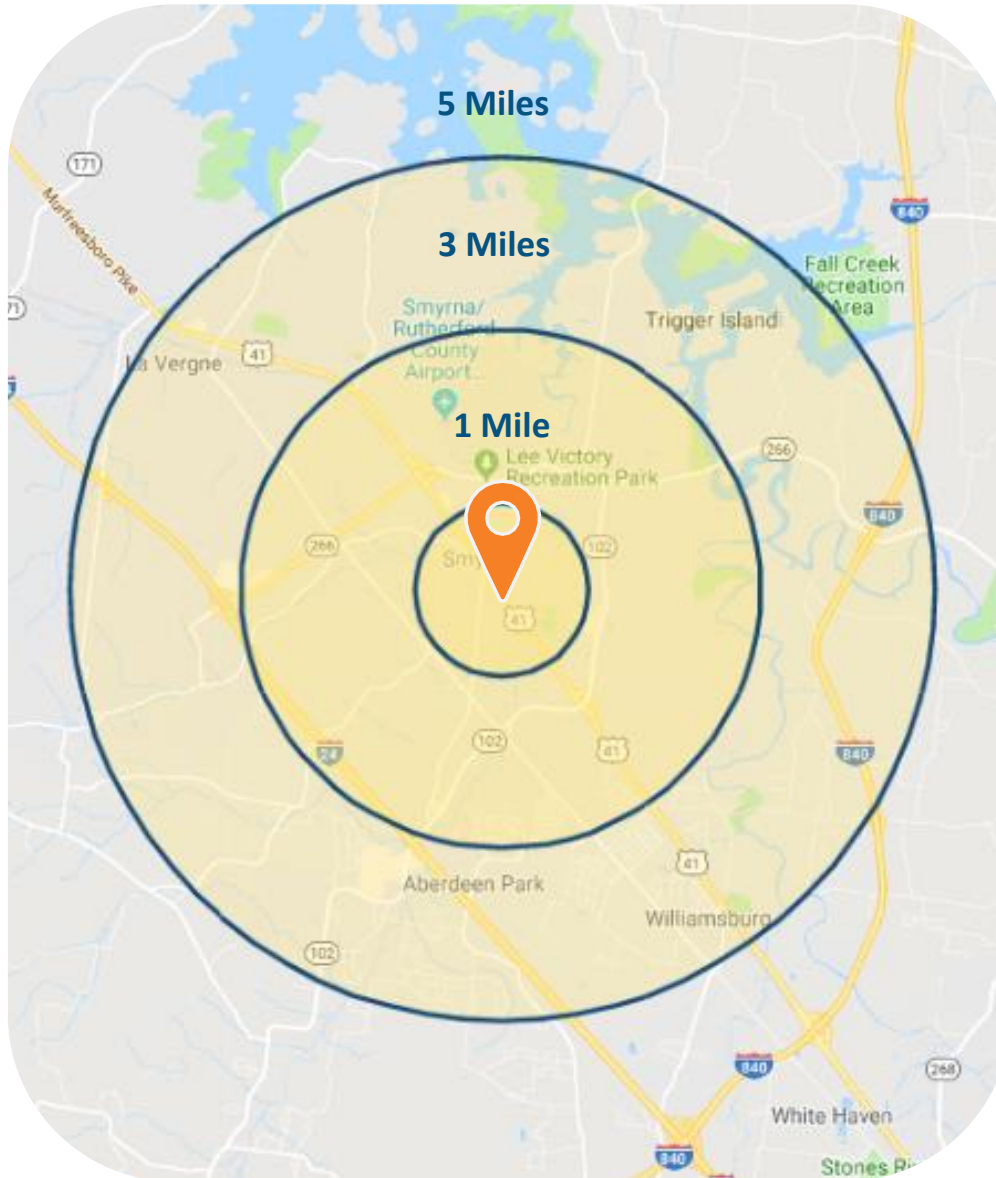 5 Miles
171
840
Murfreesboro Pike
3 Miles
Fall Creek
Recreation
Area
71
Smyrna/
Rutherford
County
Airport...
Trigger Island
41
La Vergne
1 Mile
266
Lee Victory
Recreation Park
840
266
102
41
24
102
41
840
41
Aberdeen Park
Williamsburg
102
840
268
White Haven
840
Stones